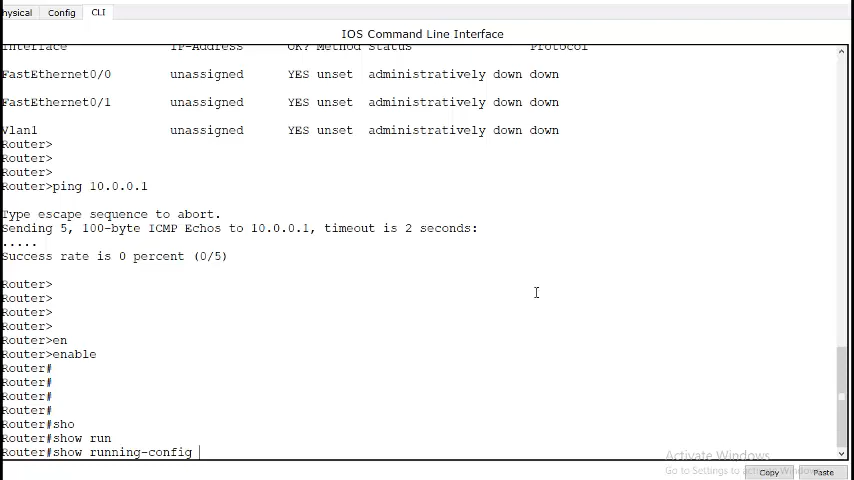 hysical Config CLI
IOS Command Line Interface
Interface IP-Address OK? Method Status Protocol
FastEthernet0/0 unassigned YES unset administratively down down
FastEthernet0/1 unassigned YES unset administratively down down
Vlan1 unassigned YES unset administratively down down
Router>
Router>
Router>
Router>ping 10.0.0.1
Type escape sequence to abort.
Sending 5, 100-byte ICMP Echos to 10.0.0.1, timeout is 2 seconds:
.....
Success rate is 0 percent (0/5)
Router>
Router>
Router>
Router>
Router>en
Router>enable
Router#
Router#
Router#
Router#
Router#sho
Router#show run
Router#show running-config
Activate Windows
Go to Settings to activate Windows.
Copy Paste